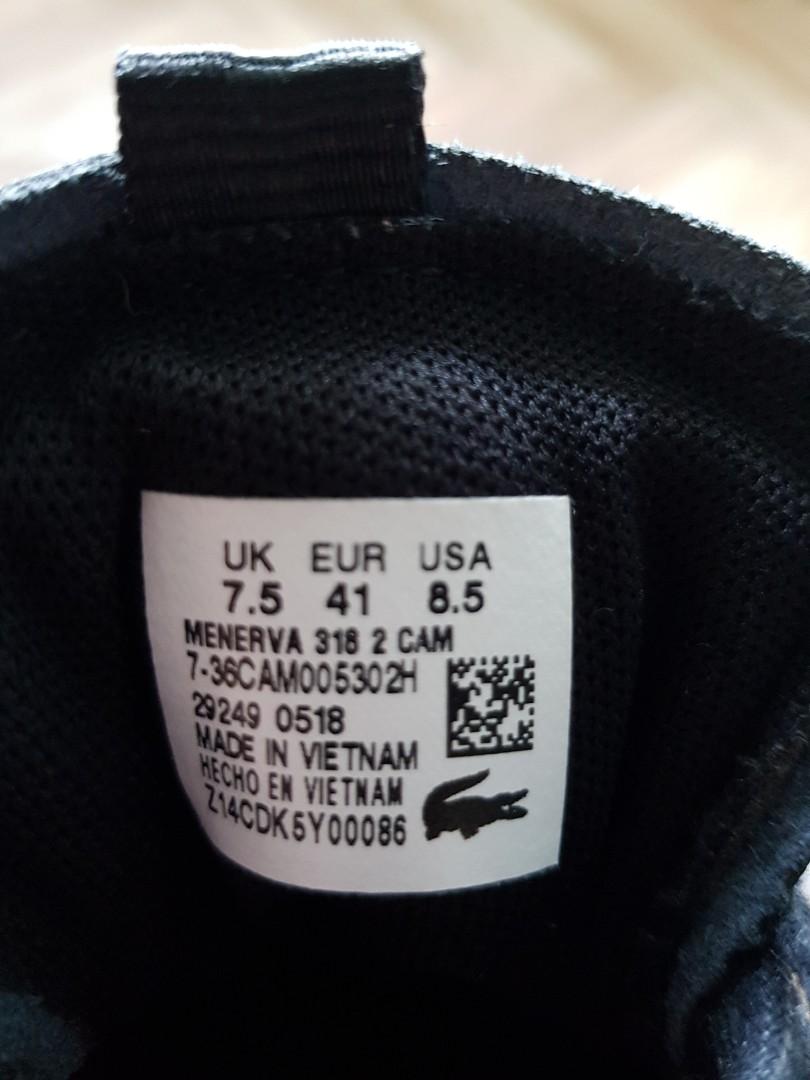 UK EUR USA
7.5 41 8.5
MENERVA 318 2 CAM
7-36CAM005302H
29249 0518
MADE IN VIETNAM
HECHO EN VIETNAM
Z14CDK5Y00086